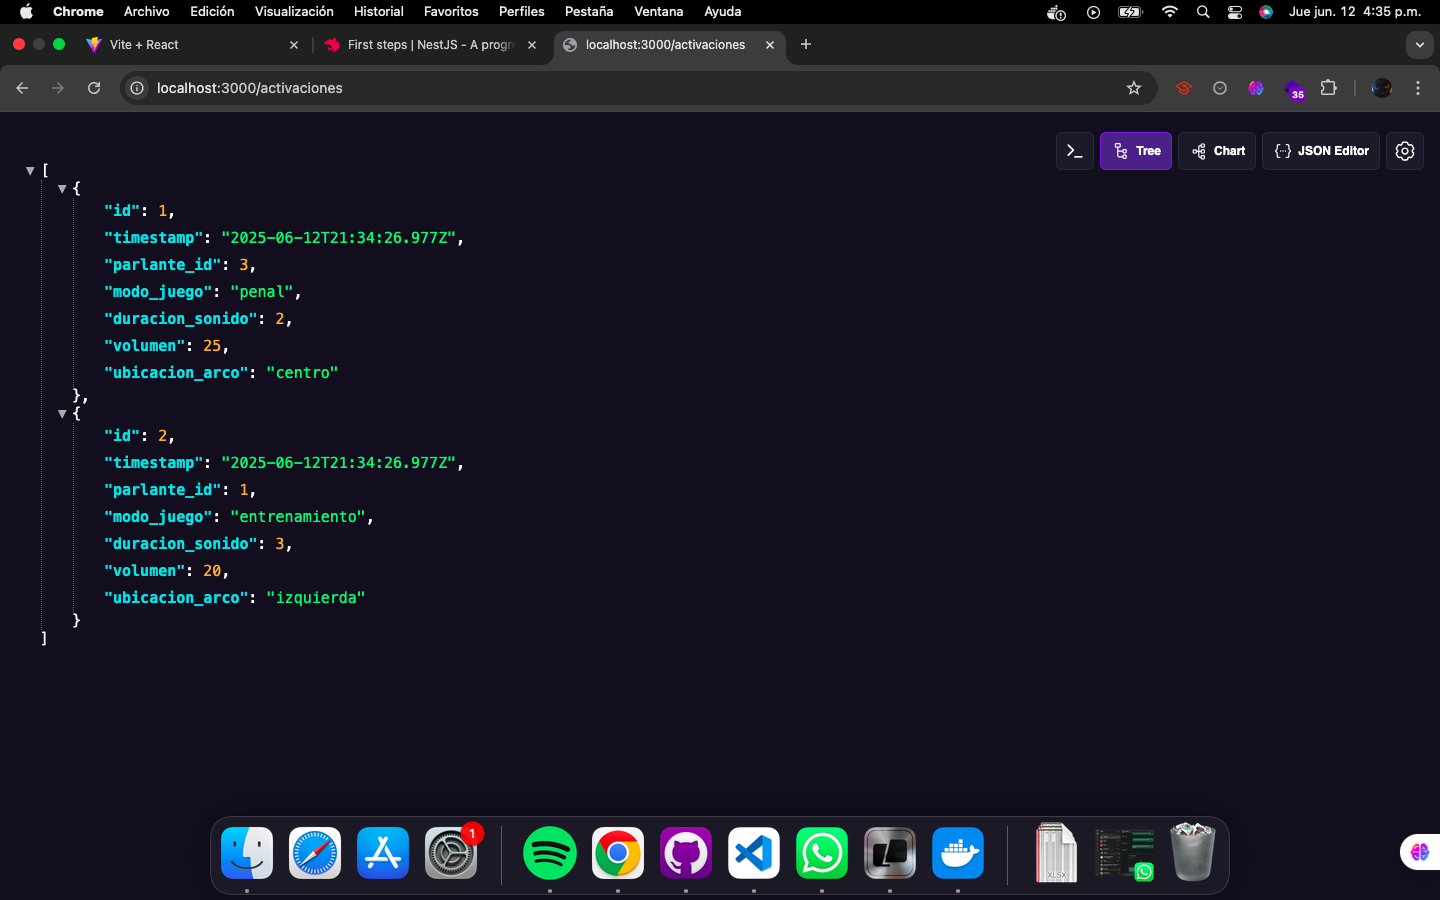 Chrome Archivo Edición Visualización Historial Favoritos Perfiles Pestaña Ventana Ayuda Jue jun. 12 4:35 p.m.
Vite + React
First steps | NestJS - A progre
localhost:3000/activaciones
localhost:3000/activaciones
35
Tree
Chart
JSON Editor
[
{
"id": 1,
"timestamp": "2025-06-12T21:34:26.977Z",
"parlante_id": 3,
"modo_juego": "penal",
"duracion_sonido": 2,
"volumen": 25,
"ubicacion_arco": "centro"
},
{
"id": 2,
"timestamp": "2025-06-12T21:34:26.977Z",
"parlante_id": 1,
"modo_juego": "entrenamiento",
"duracion_sonido": 3,
"volumen": 20,
"ubicacion_arco": "izquierda"
}
]
1
XLSX